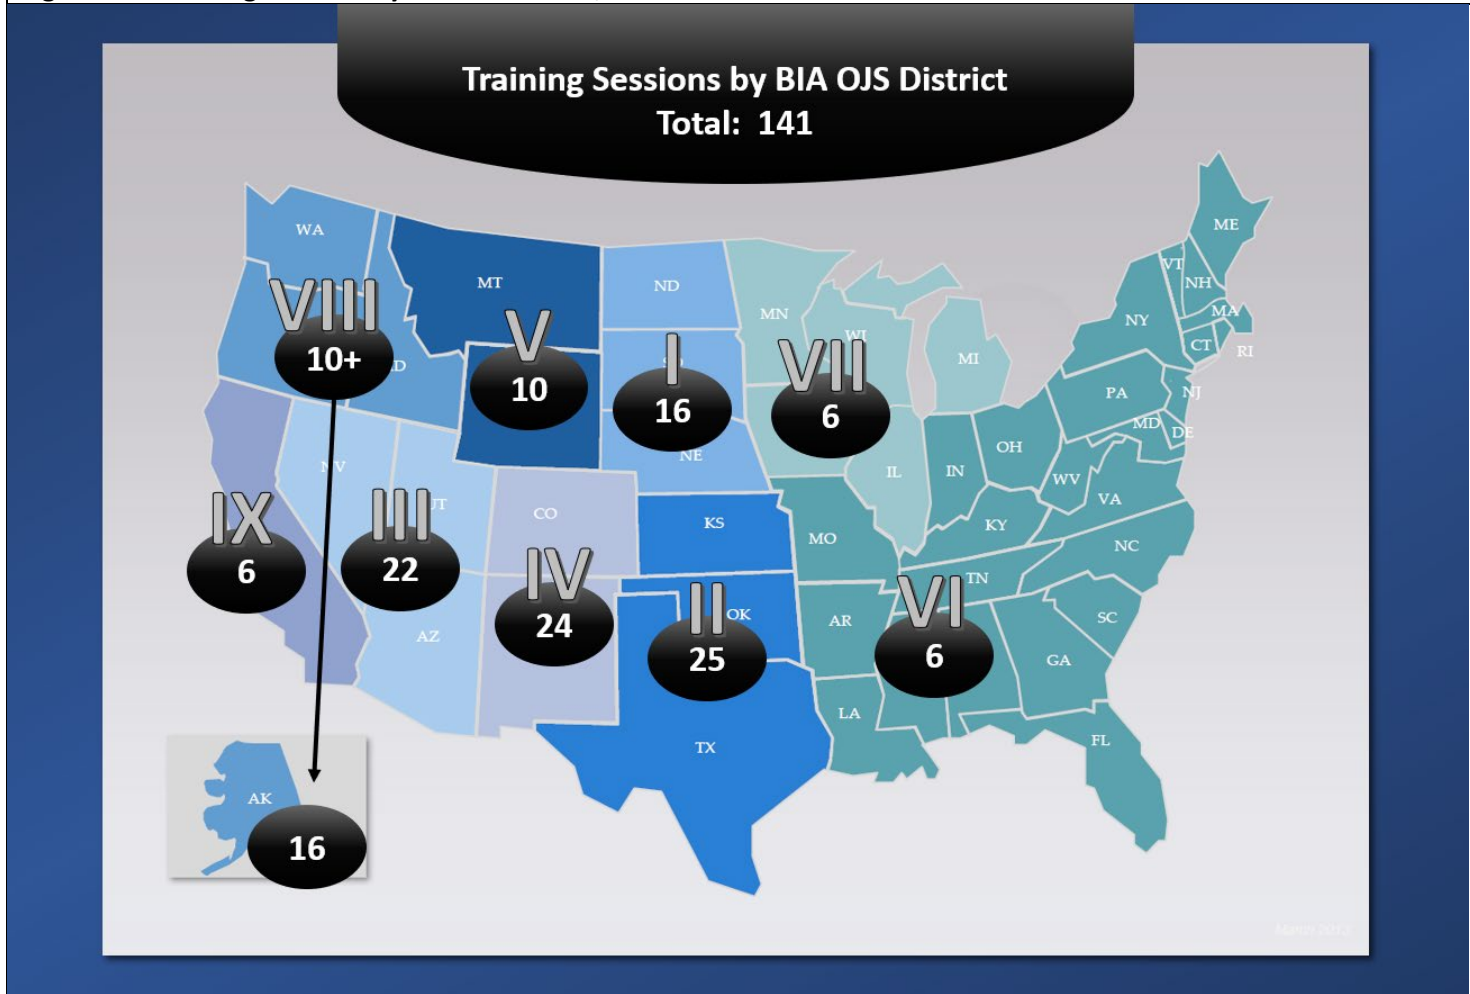 Training Sessions by BIA OJS District
Total: 141
WA
MT
ND
MN
WI
MI
ME
VT
NH
MA
NY
CT
RI
PA
NJ
MD
DE
VIII
10+
V
10
I
16
VII
6
NE
IL
IN
OH
WV
VA
KY
NC
TN
SC
NV
UT
CO
KS
MO
IX
6
III
22
IV
24
II
25
OK
AR
VI
6
GA
AZ
LA
TX
FL
AK
16